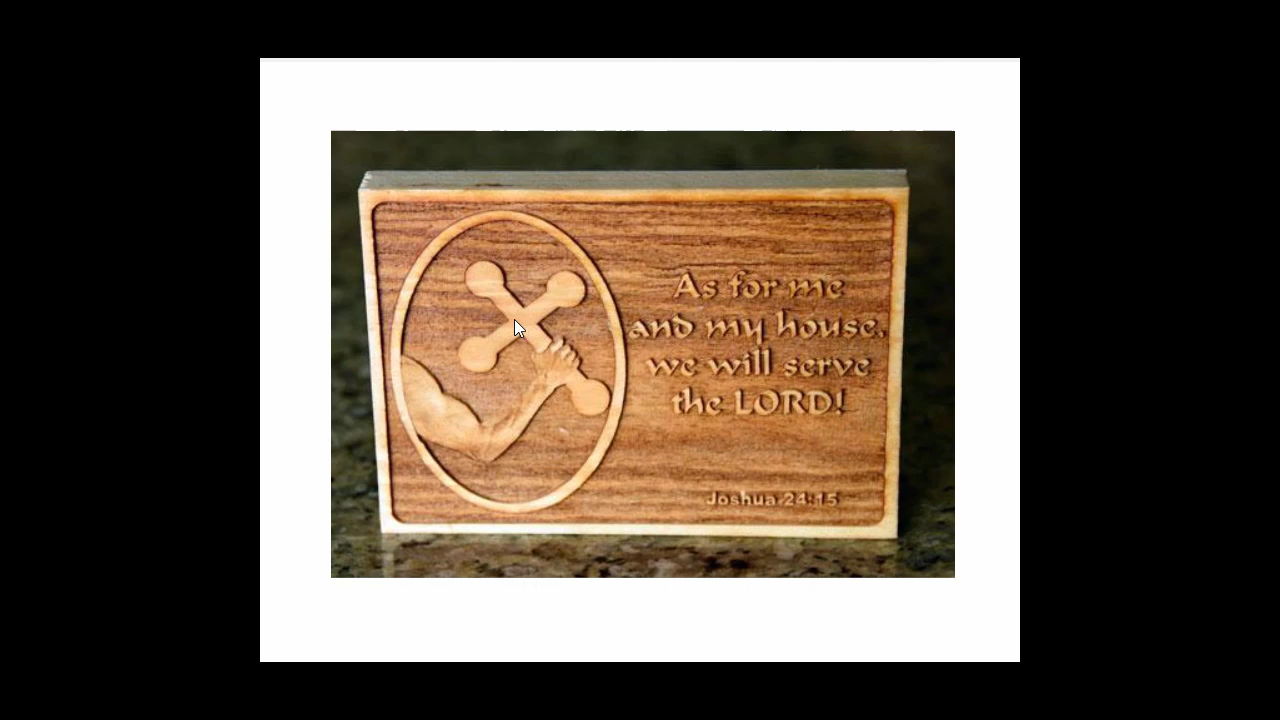 As for me
and my house,
we will serve
the LORD!
Joshua 24:15